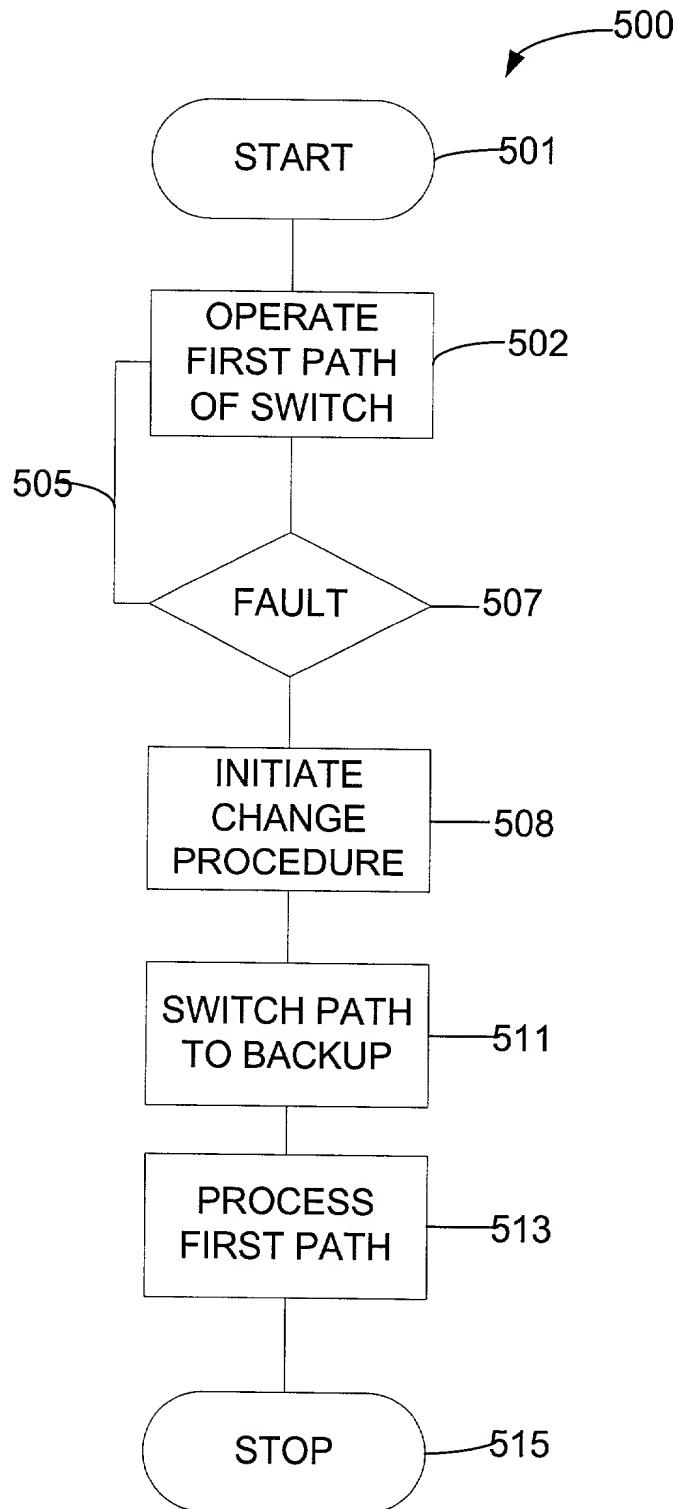 500
START
501
OPERATE
FIRST PATH
OF SWITCH
502
505
FAULT
507
INITIATE
CHANGE
PROCEDURE
508
SWITCH PATH
TO BACKUP
511
PROCESS
FIRST PATH
513
STOP
515